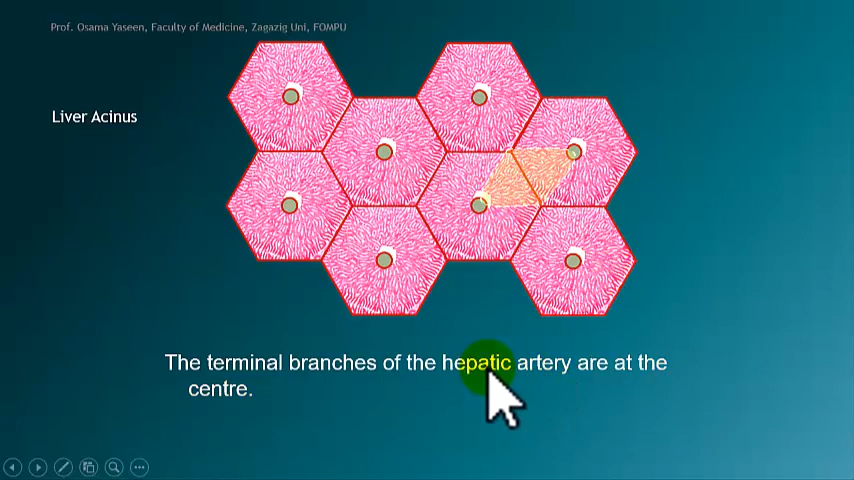 Prof. Osama Yaseen, Faculty of Medicine, Zagazig Uni, FOMPU
Liver Acinus
The terminal branches of the hepatic artery are at the
centre.